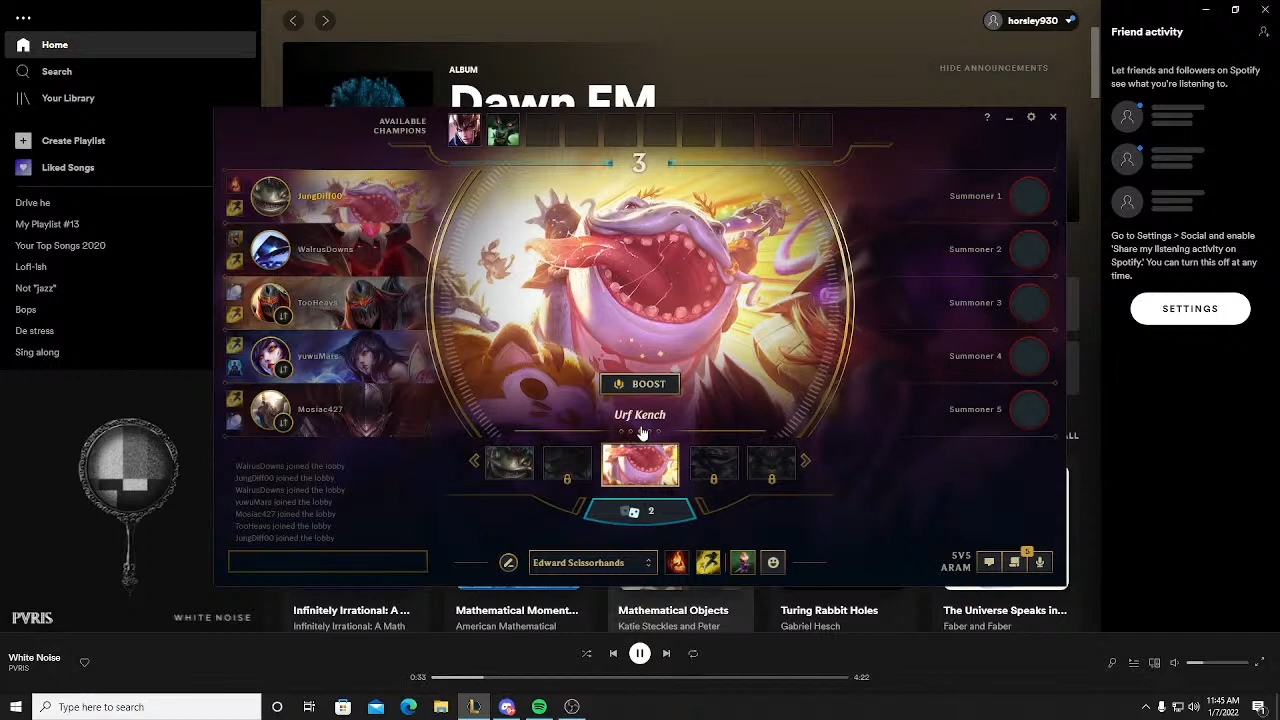 Home
Search
Your Library
Create Playlist
Liked Songs
Drive he
My Playlist #13
Your Top Songs 2020
Lofi-Ish
Not "jazz"
Bops
De stress
Sing along
horsley930
HIDE ANNOUNCEMENTS
ALBUM
Dawn FM
AVAILABLE
CHAMPIONS
?
3
JungDiff00
WalrusDowns
TooHeavs
yuwuMars
Mosiac427
Summoner 1
Summoner 2
Summoner 3
Summoner 4
Summoner 5
BOOST
Urf Kench
2
WalrusDowns joined the lobby
JungDiff00 joined the lobby
WalrusDowns joined the lobby
yuwuMars joined the lobby
Mosiac427 joined the lobby
TooHeavs joined the lobby
JungDiff00 joined the lobby
Edward Scissorhands
5V5
ARAM
5
Friend activity
Let friends and followers on Spotify
see what you're listening to.
Go to Settings > Social and enable
'Share my listening activity on
Spotify.' You can turn this off at any
time.
SETTINGS
ALL
PVRIS
WHITE NOISE
Infinitely Irrational: A ...
Infinitely Irrational: A Math
Mathematical Moment...
American Mathematical
Mathematical Objects
Katie Steckles and Peter
Turing Rabbit Holes
Gabriel Hesch
The Universe Speaks in...
Faber and Faber
White Noise
PVRIS
0:33
4:22
Type here to search
11:45 AM
1/7/2022